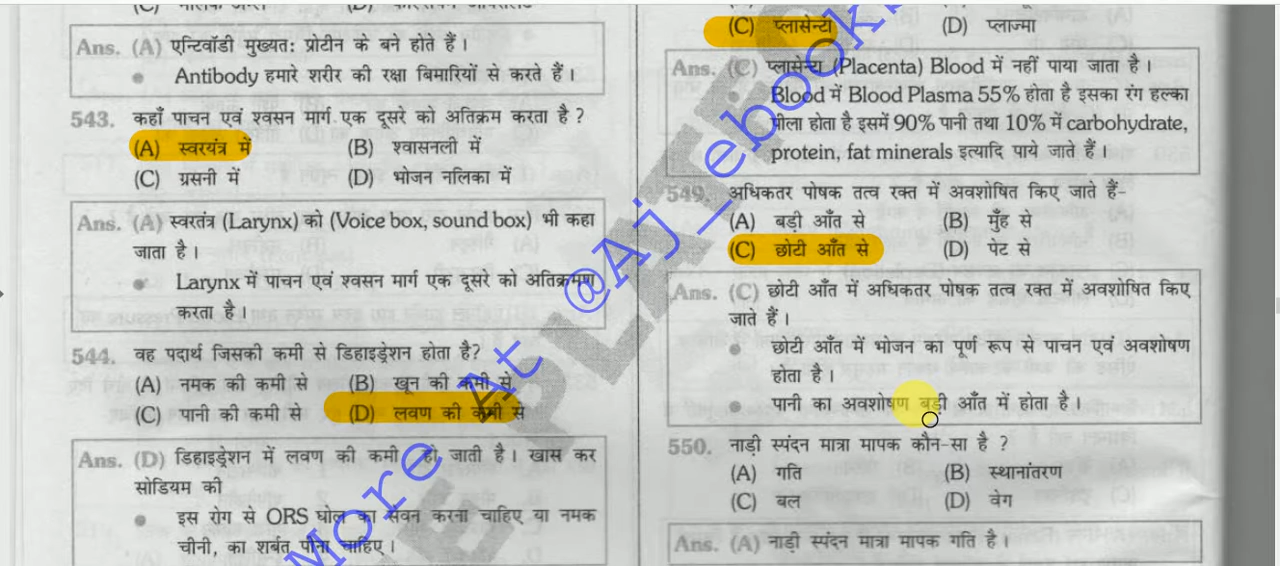 Ans. (A) एन्टिवॉडी मुख्यत: प्रोटीन के बने होते हैं।
● Antibody हमारे शरीर की रक्षा बिमारियों से करते हैं।
543. कहाँ पाचन एवं श्वसन मार्ग एक दूसरे को अतिक्रम करता है ?
(A) स्वरयंत्र में (B) श्वासनली में
(C) ग्रसनी में (D) भोजन नलिका में
Ans. (A) स्वरतंत्र (Larynx) को (Voice box, sound box) भी कहा
जाता है।
● Larynx में पाचन एवं श्वसन मार्ग एक दूसरे को अतिक्रमण
करता है।
544. वह पदार्थ जिसकी कमी से डिहाइड्रेशन होता है?
(A) नमक की कमी से (B) खून की कमी से
(C) पानी की कमी से (D) लवण की कमी से
Ans. (D) डिहाइड्रेशन में लवण की कमी हो जाती है। खास कर
सोडियम की
● इस रोग से ORS घोल का सेवन करना चाहिए या नमक
चीनी, का शर्बत पीना चाहिए।
(C) प्लासेन्टा (D) प्लाज्मा
Ans. (C) प्लासेन्टा (Placenta) Blood में नहीं पाया जाता है।
● Blood में Blood Plasma 55% होता है इसका रंग हल्का
पीला होता है इसमें 90% पानी तथा 10% में carbohydrate,
protein, fat minerals इत्यादि पाये जाते हैं।
549. अधिकतर पोषक तत्व रक्त में अवशोषित किए जाते हैं-
(A) बड़ी आँत से (B) मुँह से
(C) छोटी आँत से (D) पेट से
Ans. (C) छोटी आँत में अधिकतर पोषक तत्व रक्त में अवशोषित किए
जाते हैं।
● छोटी आँत में भोजन का पूर्ण रूप से पाचन एवं अवशोषण
होता है।
● पानी का अवशोषण बड़ी आँत में होता है।
550. नाड़ी स्पंदन मात्रा मापक कौन-सा है ?
(A) गति (B) स्थानांतरण
(C) बल (D) वेग
Ans. (A) नाड़ी स्पंदन मात्रा मापक गति है।
More At @Aj_ebook